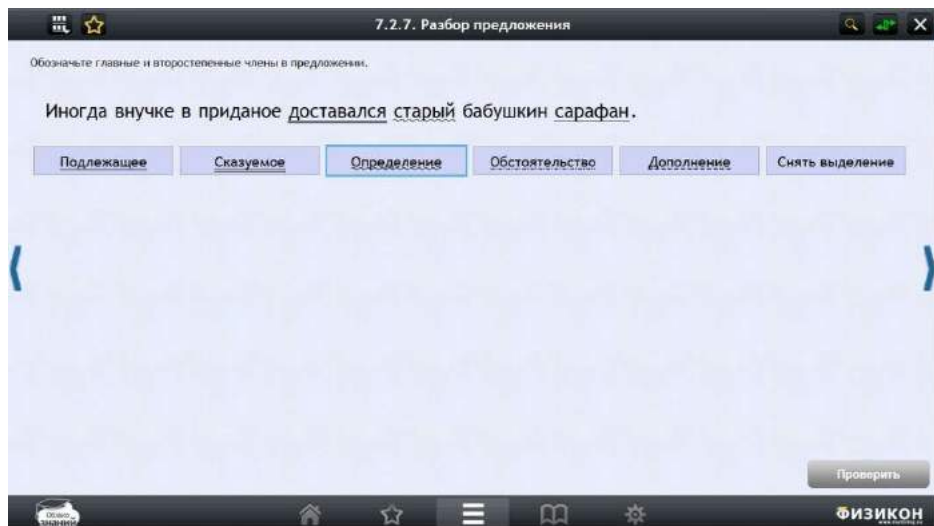 7.2.7. Разбор предложения
Обозначьте главные и второстепенные члены в предложении.
Иногда внучке в приданое доставался старый бабушкин сарафан.
Подлежащее Сказуемое Определение Обстоятельство Дополнение Снять выделение
Проверить
ФИЗИКОН